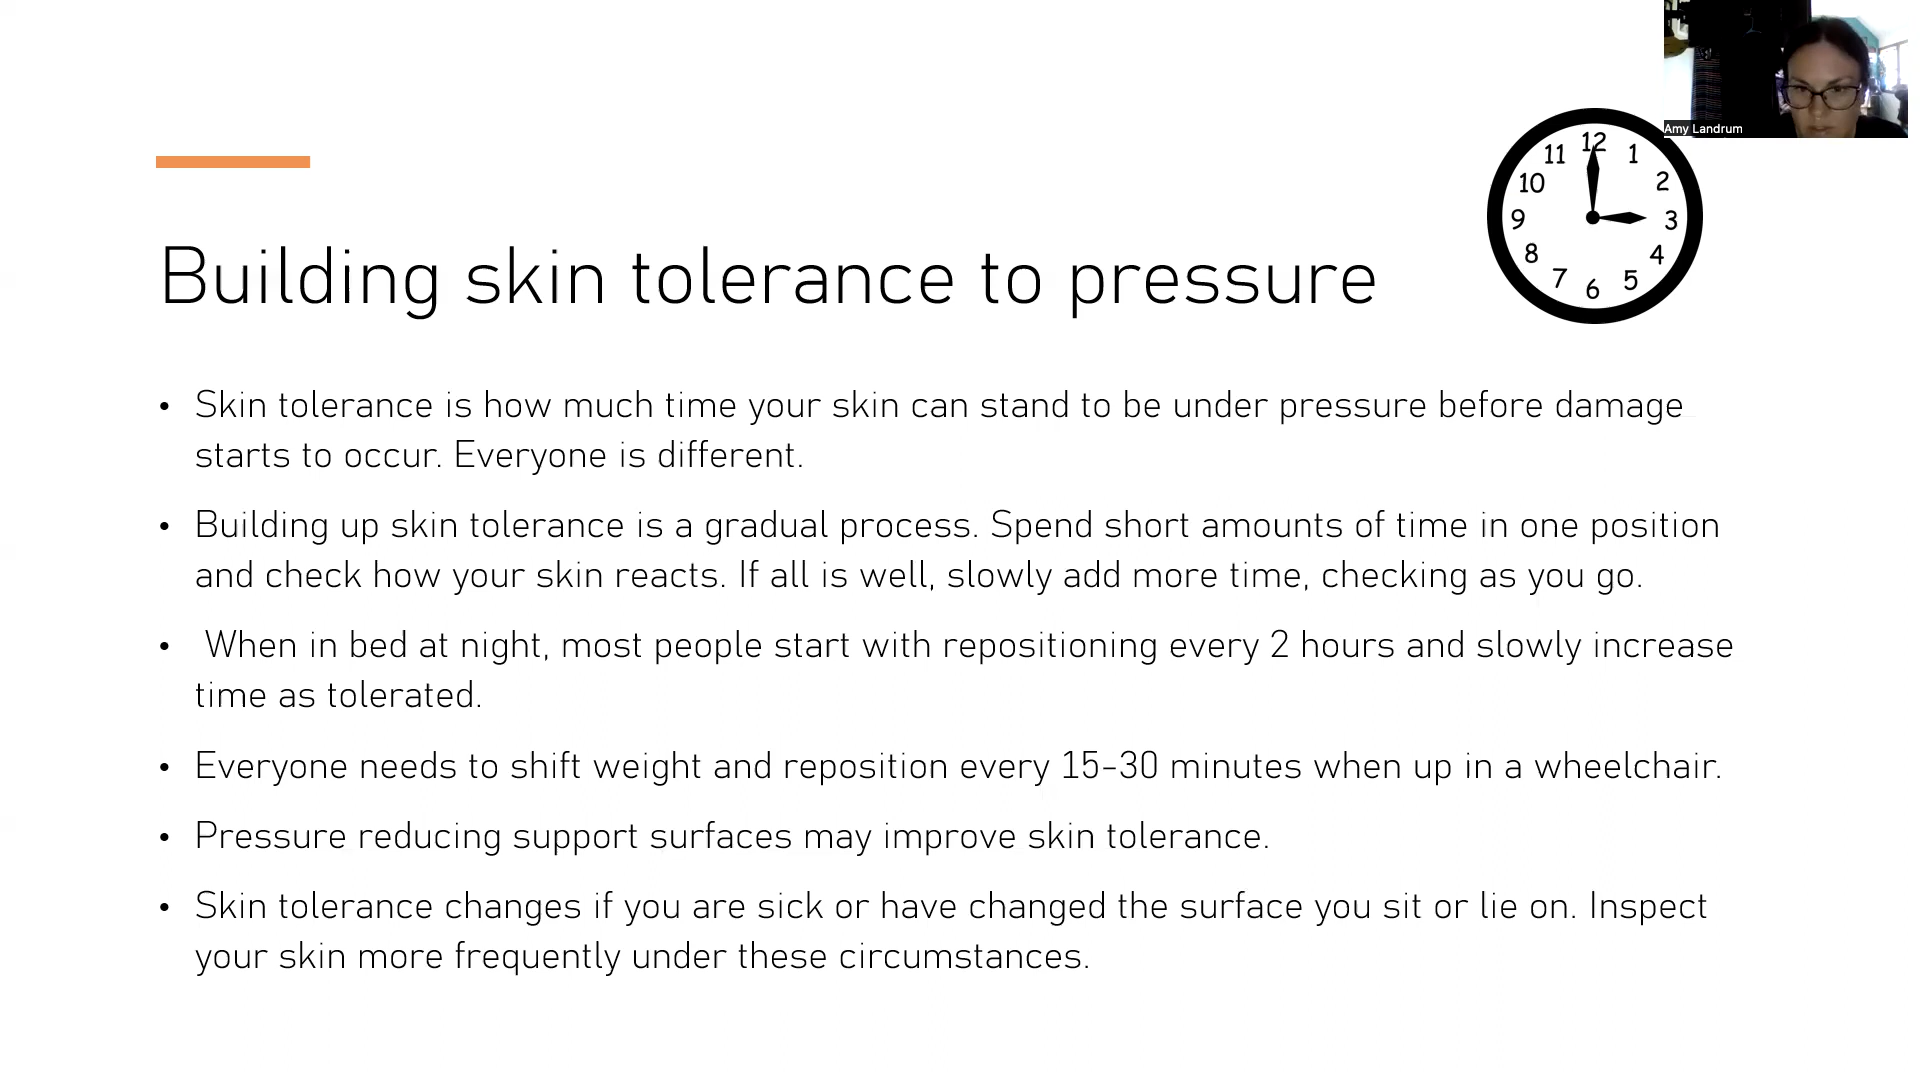 Amy Landrum
12
11
1
10
2
9
3
8
4
7
5
6
Building skin tolerance to pressure
• Skin tolerance is how much time your skin can stand to be under pressure before damage
starts to occur. Everyone is different.
• Building up skin tolerance is a gradual process. Spend short amounts of time in one position
and check how your skin reacts. If all is well, slowly add more time, checking as you go.
• When in bed at night, most people start with repositioning every 2 hours and slowly increase
time as tolerated.
• Everyone needs to shift weight and reposition every 15-30 minutes when up in a wheelchair.
• Pressure reducing support surfaces may improve skin tolerance.
• Skin tolerance changes if you are sick or have changed the surface you sit or lie on. Inspect
your skin more frequently under these circumstances.